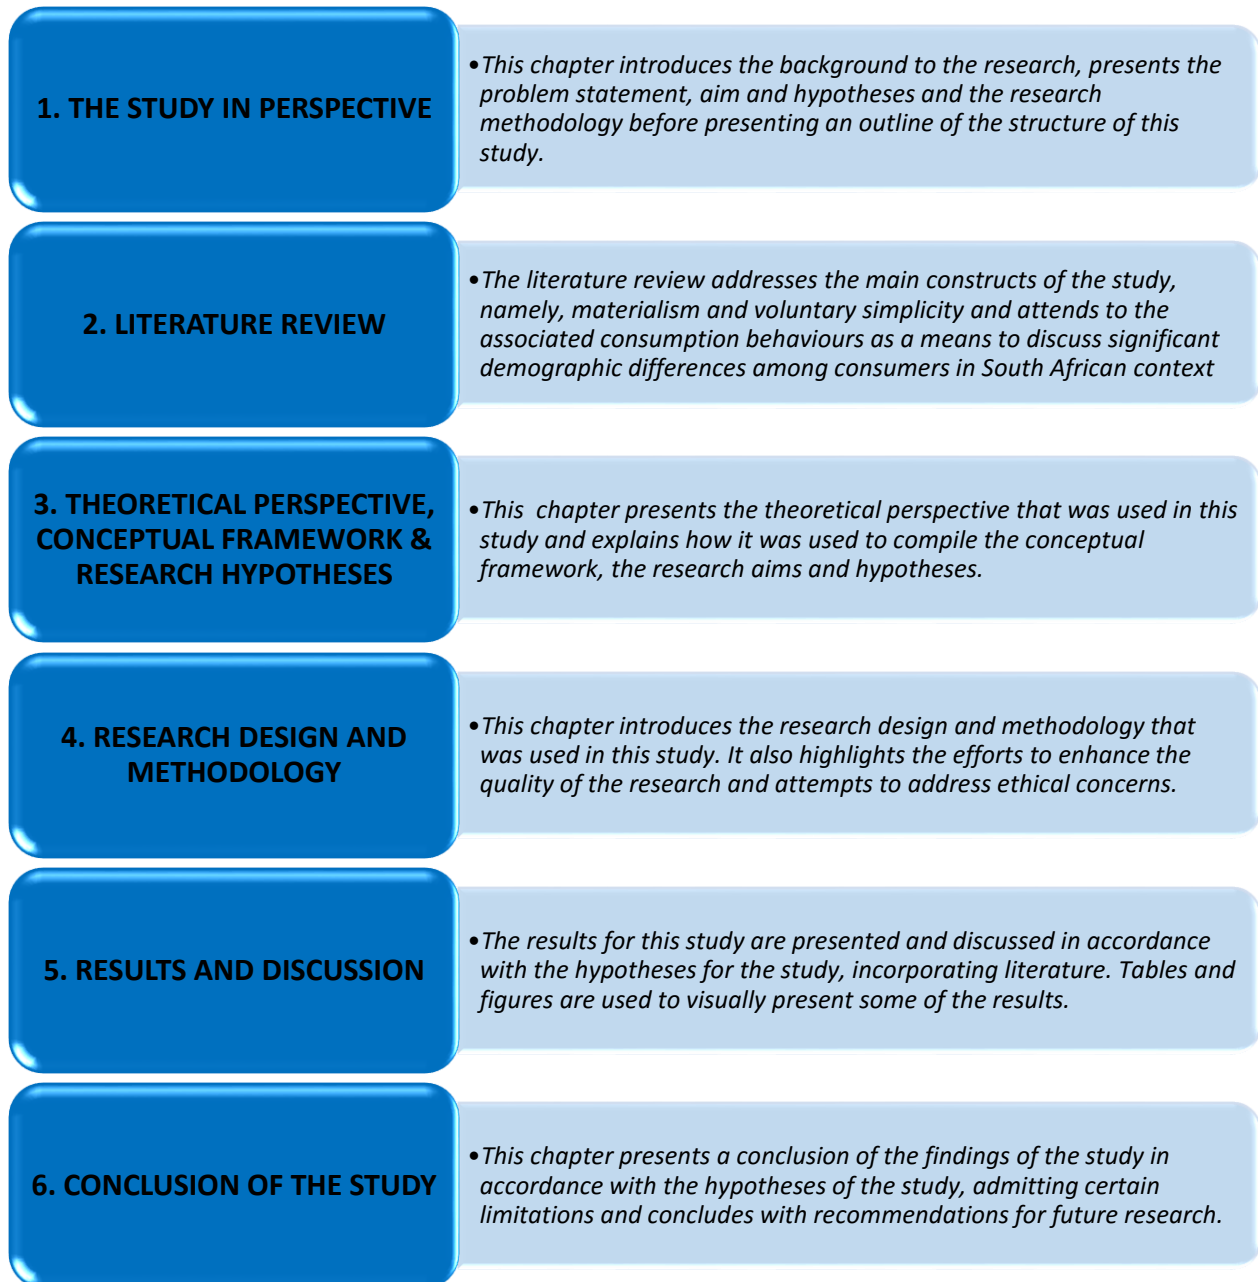 1. THE STUDY IN PERSPECTIVE
•This chapter introduces the background to the research, presents the
problem statement, aim and hypotheses and the research
methodology before presenting an outline of the structure of this
study.
2. LITERATURE REVIEW
•The literature review addresses the main constructs of the study,
namely, materialism and voluntary simplicity and attends to the
associated consumption behaviours as a means to discuss significant
demographic differences among consumers in South African context
3. THEORETICAL PERSPECTIVE,
CONCEPTUAL FRAMEWORK &
RESEARCH HYPOTHESES
•This chapter presents the theoretical perspective that was used in this
study and explains how it was used to compile the conceptual
framework, the research aims and hypotheses.
4. RESEARCH DESIGN AND
METHODOLOGY
•This chapter introduces the research design and methodology that
was used in this study. It also highlights the efforts to enhance the
quality of the research and attempts to address ethical concerns.
5. RESULTS AND DISCUSSION
•The results for this study are presented and discussed in accordance
with the hypotheses for the study, incorporating literature. Tables and
figures are used to visually present some of the results.
6. CONCLUSION OF THE STUDY
•This chapter presents a conclusion of the findings of the study in
accordance with the hypotheses of the study, admitting certain
limitations and concludes with recommendations for future research.